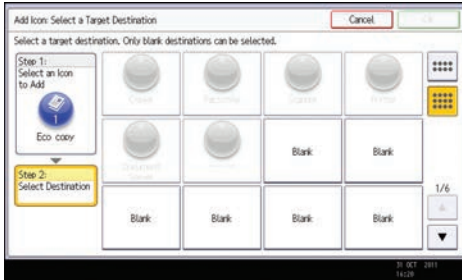 Add Icon: Select a Target Destination
Cancel
OK
Select a target destination. Only blank destinations can be selected.
Step 1:
Select an Icon
to Add
1
Eco copy
Copier
Facsimile
Scanner
Printer
Document
Server
Blank
Blank
Step 2:
Select Destination
Blank
Blank
Blank
Blank
1/6
31 OCT 2011
14:29